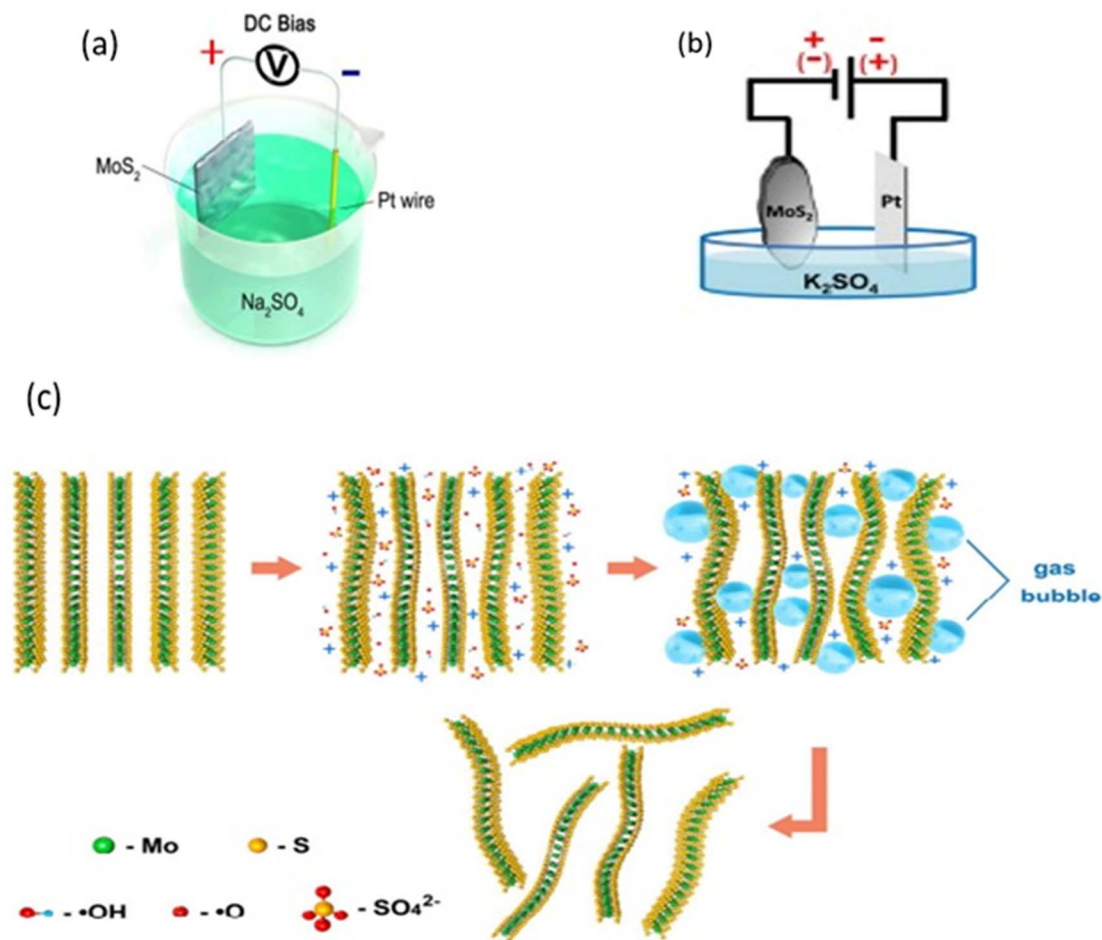 (a)
DC Bias
+
V
−
MoS₂
Pt wire
Na₂SO₄
(b)
+ −
(−) (+)
MoS₂
Pt
K₂SO₄
(c)
gas
bubble
- Mo
- S
- •OH
- •O
- SO₄²⁻